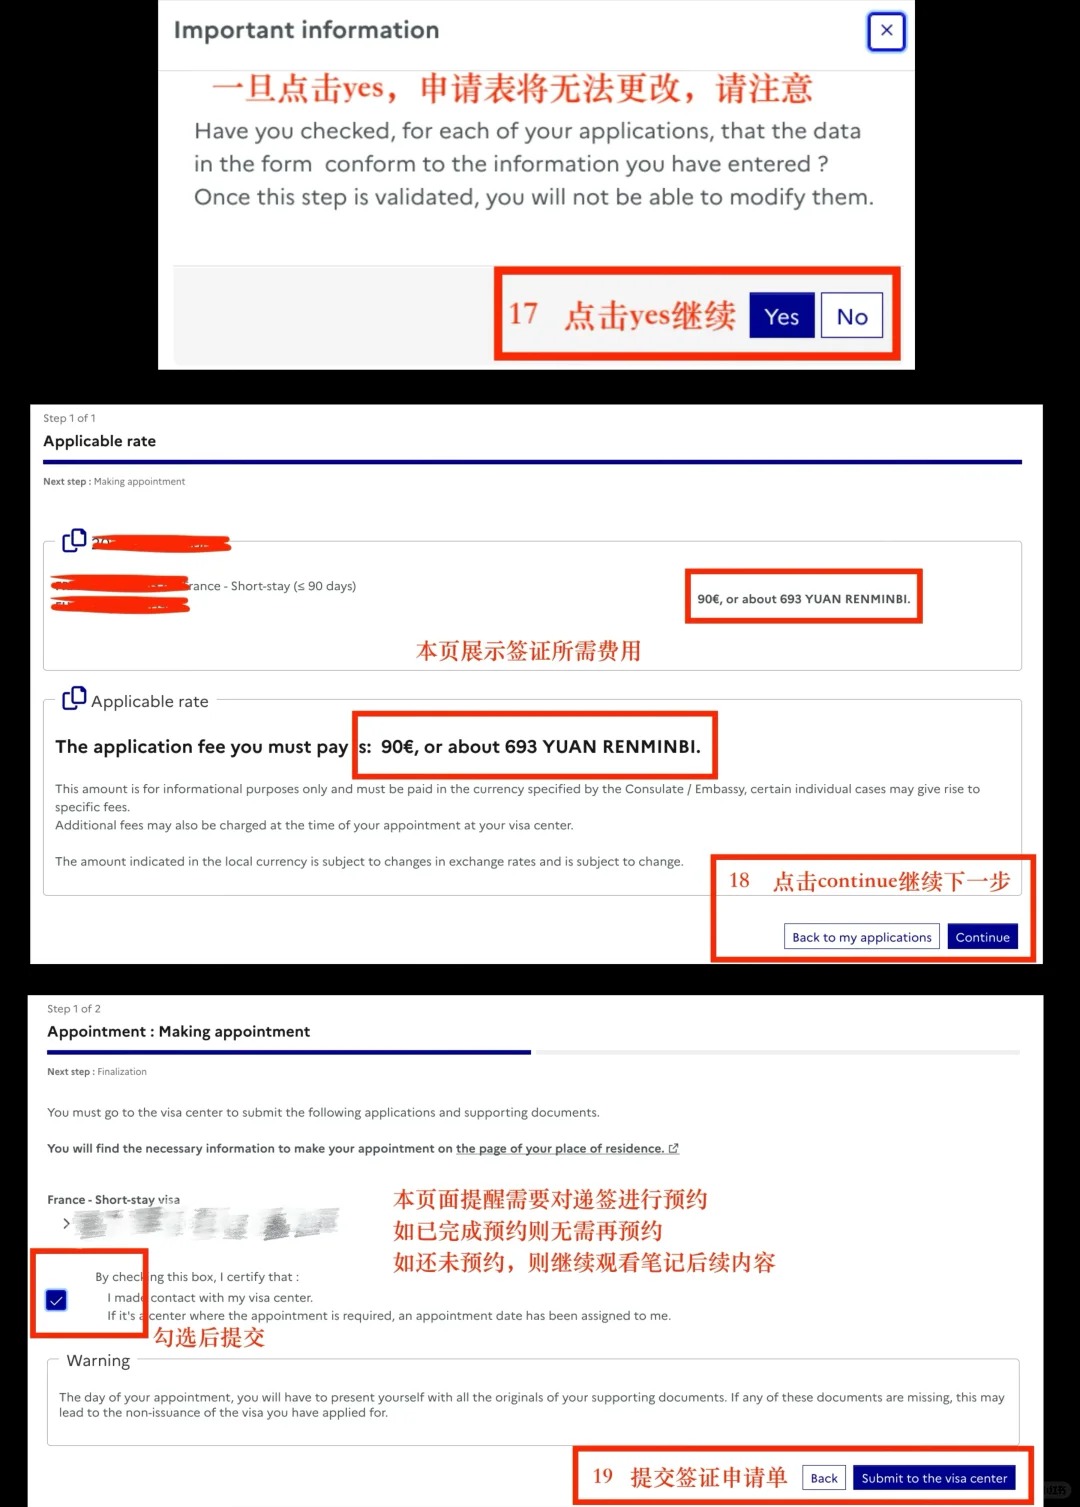 Important information
一旦点击yes，申请表将无法更改，请注意
Have you checked, for each of your applications, that the data
in the form conform to the information you have entered ?
Once this step is validated, you will not be able to modify them.
17 点击yes继续 Yes No
Step 1 of 1
Applicable rate
Next step : Making appointment
rance - Short-stay (≤ 90 days)
90€, or about 693 YUAN RENMINBI.
本页展示签证所需费用
Applicable rate
The application fee you must pay s: 90€, or about 693 YUAN RENMINBI.
This amount is for informational purposes only and must be paid in the currency specified by the Consulate / Embassy, certain individual cases may give rise to
specific fees.
Additional fees may also be charged at the time of your appointment at your visa center.
The amount indicated in the local currency is subject to changes in exchange rates and is subject to change.
18 点击continue继续下一步
Back to my applications Continue
Step 1 of 2
Appointment : Making appointment
Next step : Finalization
You must go to the visa center to submit the following applications and supporting documents.
You will find the necessary information to make your appointment on the page of your place of residence.
France - Short-stay visa
本页面提醒需要对递签进行预约
如已完成预约则无需再预约
如还未预约，则继续观看笔记后续内容
By checking this box, I certify that :
I made contact with my visa center.
If it's a center where the appointment is required, an appointment date has been assigned to me.
勾选后提交
Warning
The day of your appointment, you will have to present yourself with all the originals of your supporting documents. If any of these documents are missing, this may
lead to the non-issuance of the visa you have applied for.
19 提交签证申请单 Back Submit to the visa center